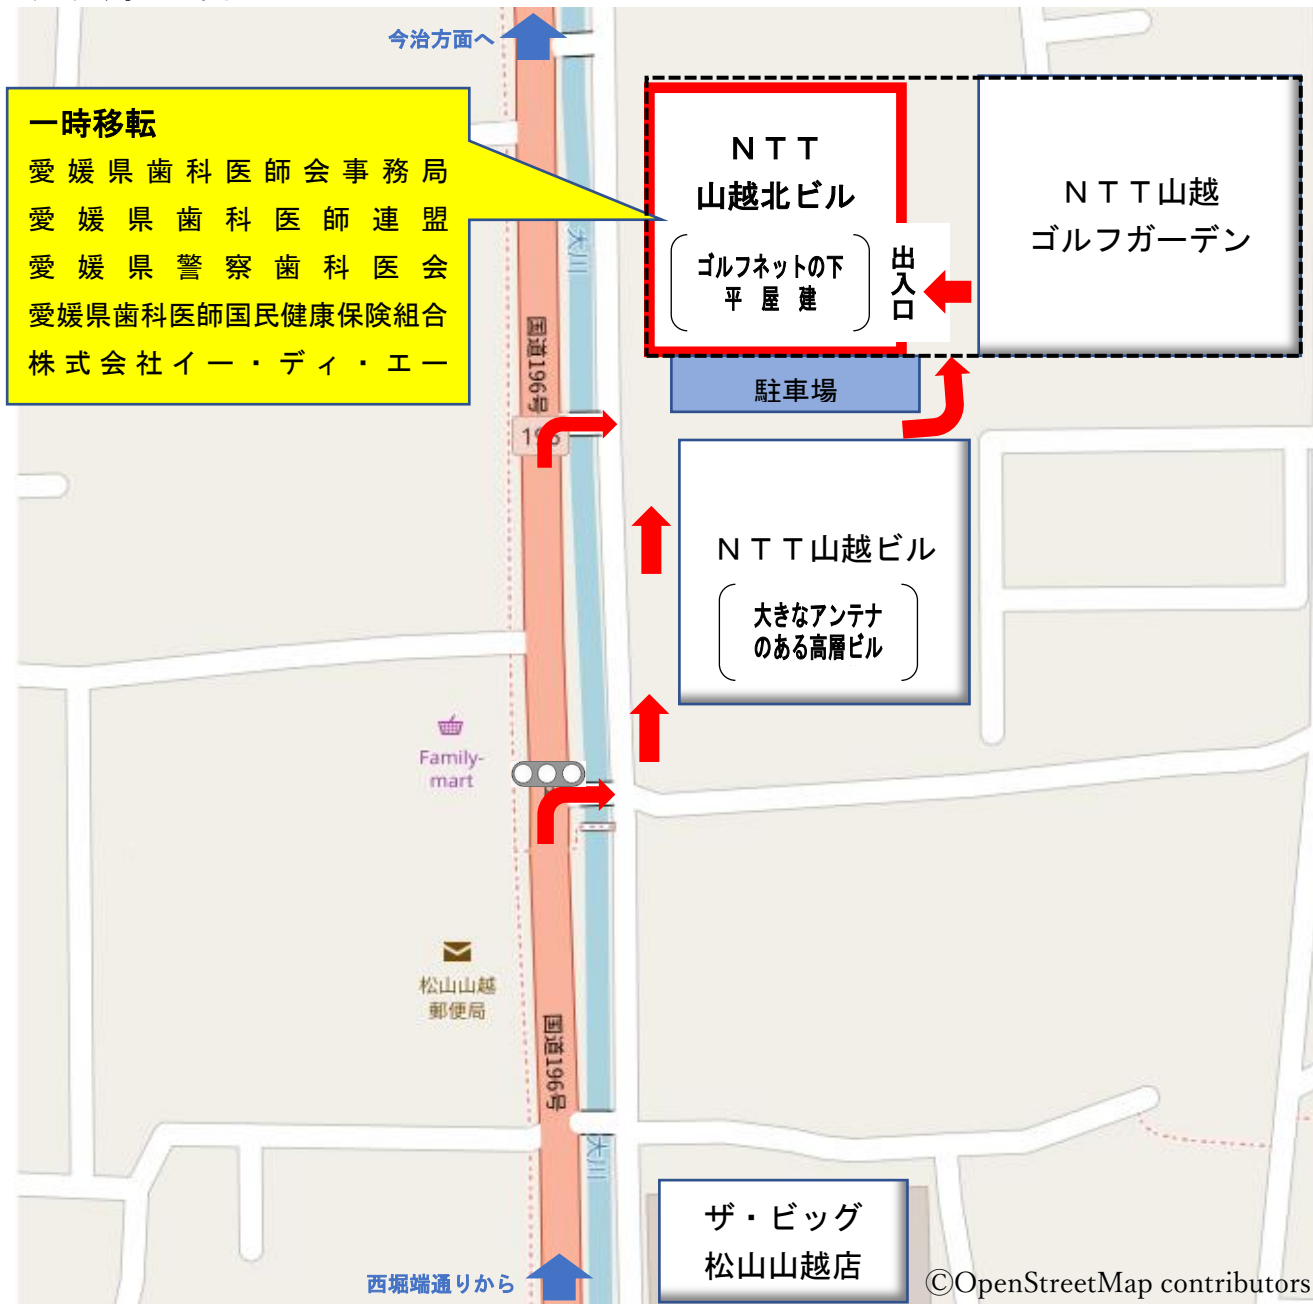 今治方面へ
一時移転
愛媛県歯科医師会事務局
愛媛県歯科医師連盟
愛媛県警察歯科医会
愛媛県歯科医師国民健康保険組合
株式会社イー・ディ・エー
NTT
山越北ビル
ゴルフネットの下
平屋建
出入口
NTT山越
ゴルフガーデン
大川
国道196号
駐車場
NTT山越ビル
大きなアンテナ
のある高層ビル
Family-
mart
松山山越
郵便局
国道196号
大川
ザ・ビッグ
松山山越店
西堀端通りから
©OpenStreetMap contributors